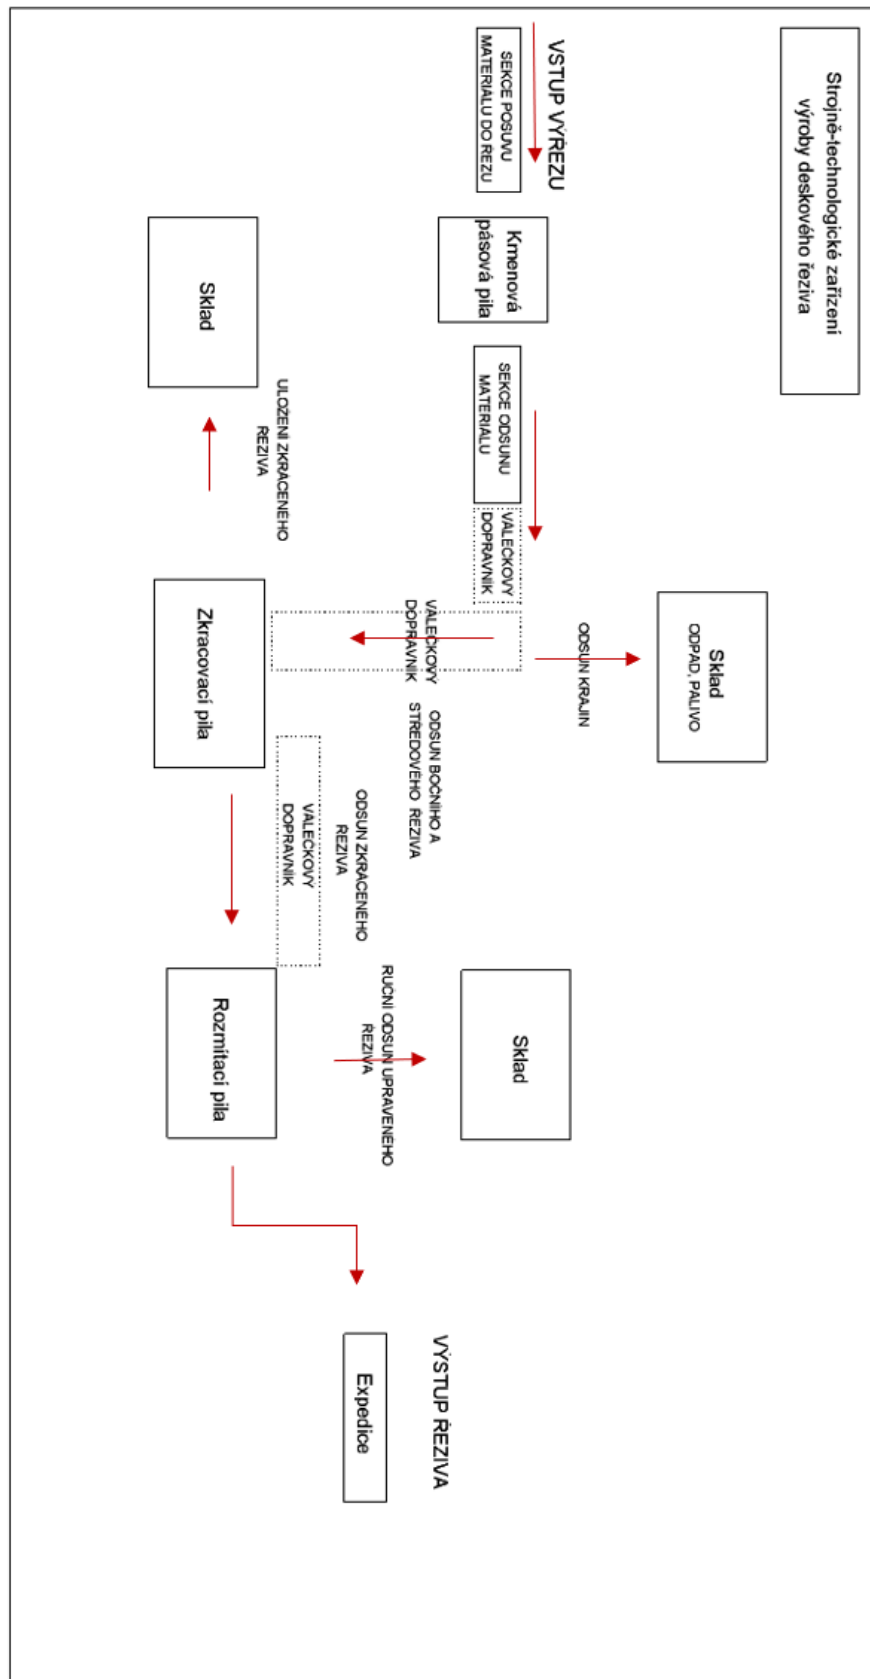 Strojně-technologické zařízení
výroby deskového řeziva
Sklad
ODPAD, PALIVO
ODSUN KRAJIN
VSTUP VÝŘEZU
SEKCE POSUVU
MATERIÁLU DO ŘEZU
Kmenová
pásová pila
SEKCE ODSUNU
MATERIÁLU
VÁLEČKOVÝ
DOPRAVNÍK
Sklad
VÁLEČKOVÝ
DOPRAVNÍK
ODSUN BOČNÍHO A
STŘEDOVÉHO ŘEZIVA
VÝSTUP ŘEZIVA
RUČNÍ ODSUN UPRAVENÉHO
ŘEZIVA
ODSUN ZKRÁCENÉHO
ŘEZIVA
Expedice
VÁLEČKOVÝ
DOPRAVNÍK
ULOŽENÍ ZKRÁCENÉHO
ŘEZIVA
Sklad
Zkracovací pila
Rozmítací pila